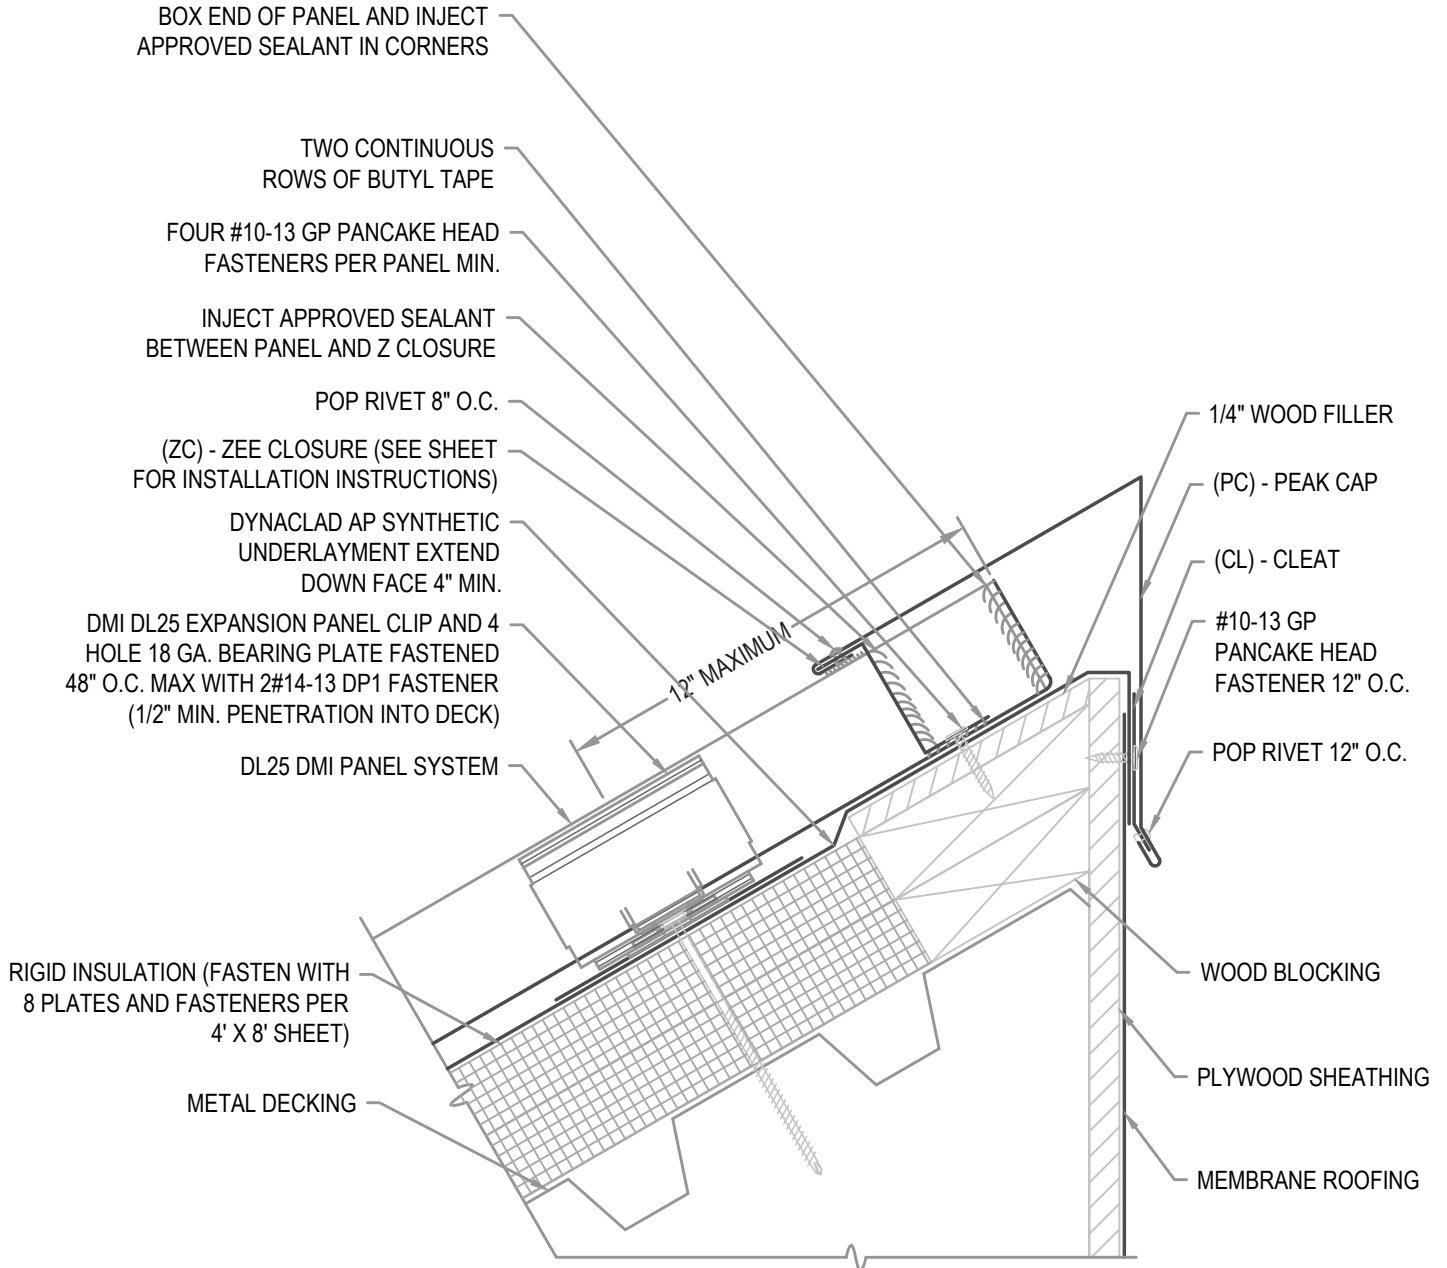 BOX END OF PANEL AND INJECT
APPROVED SEALANT IN CORNERS
TWO CONTINUOUS
ROWS OF BUTYL TAPE
FOUR #10-13 GP PANCAKE HEAD
FASTENERS PER PANEL MIN.
INJECT APPROVED SEALANT
BETWEEN PANEL AND Z CLOSURE
POP RIVET 8" O.C.
(ZC) - ZEE CLOSURE (SEE SHEET
FOR INSTALLATION INSTRUCTIONS)
DYNACLAD AP SYNTHETIC
UNDERLAYMENT EXTEND
DOWN FACE 4" MIN.
DMI DL25 EXPANSION PANEL CLIP AND 4
HOLE 18 GA. BEARING PLATE FASTENED
48" O.C. MAX WITH 2#14-13 DP1 FASTENER
(1/2" MIN. PENETRATION INTO DECK)
DL25 DMI PANEL SYSTEM
RIGID INSULATION (FASTEN WITH
8 PLATES AND FASTENERS PER
4' X 8' SHEET)
METAL DECKING
12" MAXIMUM
1/4" WOOD FILLER
(PC) - PEAK CAP
(CL) - CLEAT
#10-13 GP
PANCAKE HEAD
FASTENER 12" O.C.
POP RIVET 12" O.C.
WOOD BLOCKING
PLYWOOD SHEATHING
MEMBRANE ROOFING